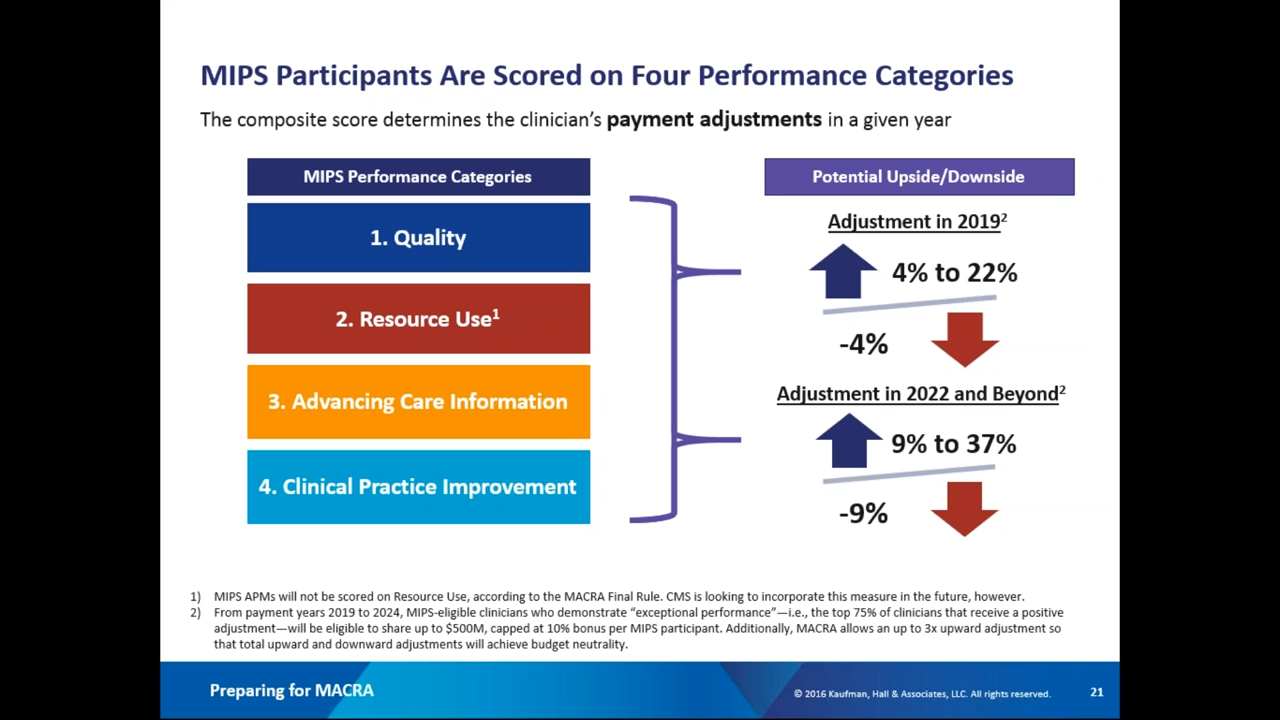 MIPS Participants Are Scored on Four Performance Categories
The composite score determines the clinician's payment adjustments in a given year
MIPS Performance Categories
1. Quality
2. Resource Use¹
3. Advancing Care Information
4. Clinical Practice Improvement
Potential Upside/Downside
Adjustment in 2019²
4% to 22%
-4%
Adjustment in 2022 and Beyond²
9% to 37%
-9%
1) MIPS APMs will not be scored on Resource Use, according to the MACRA Final Rule. CMS is looking to incorporate this measure in the future, however.
2) From payment years 2019 to 2024, MIPS-eligible clinicians who demonstrate “exceptional performance”—i.e., the top 75% of clinicians that receive a positive
adjustment—will be eligible to share up to $500M, capped at 10% bonus per MIPS participant. Additionally, MACRA allows an up to 3x upward adjustment so
that total upward and downward adjustments will achieve budget neutrality.
Preparing for MACRA
© 2016 Kaufman, Hall & Associates, LLC. All rights reserved.
21